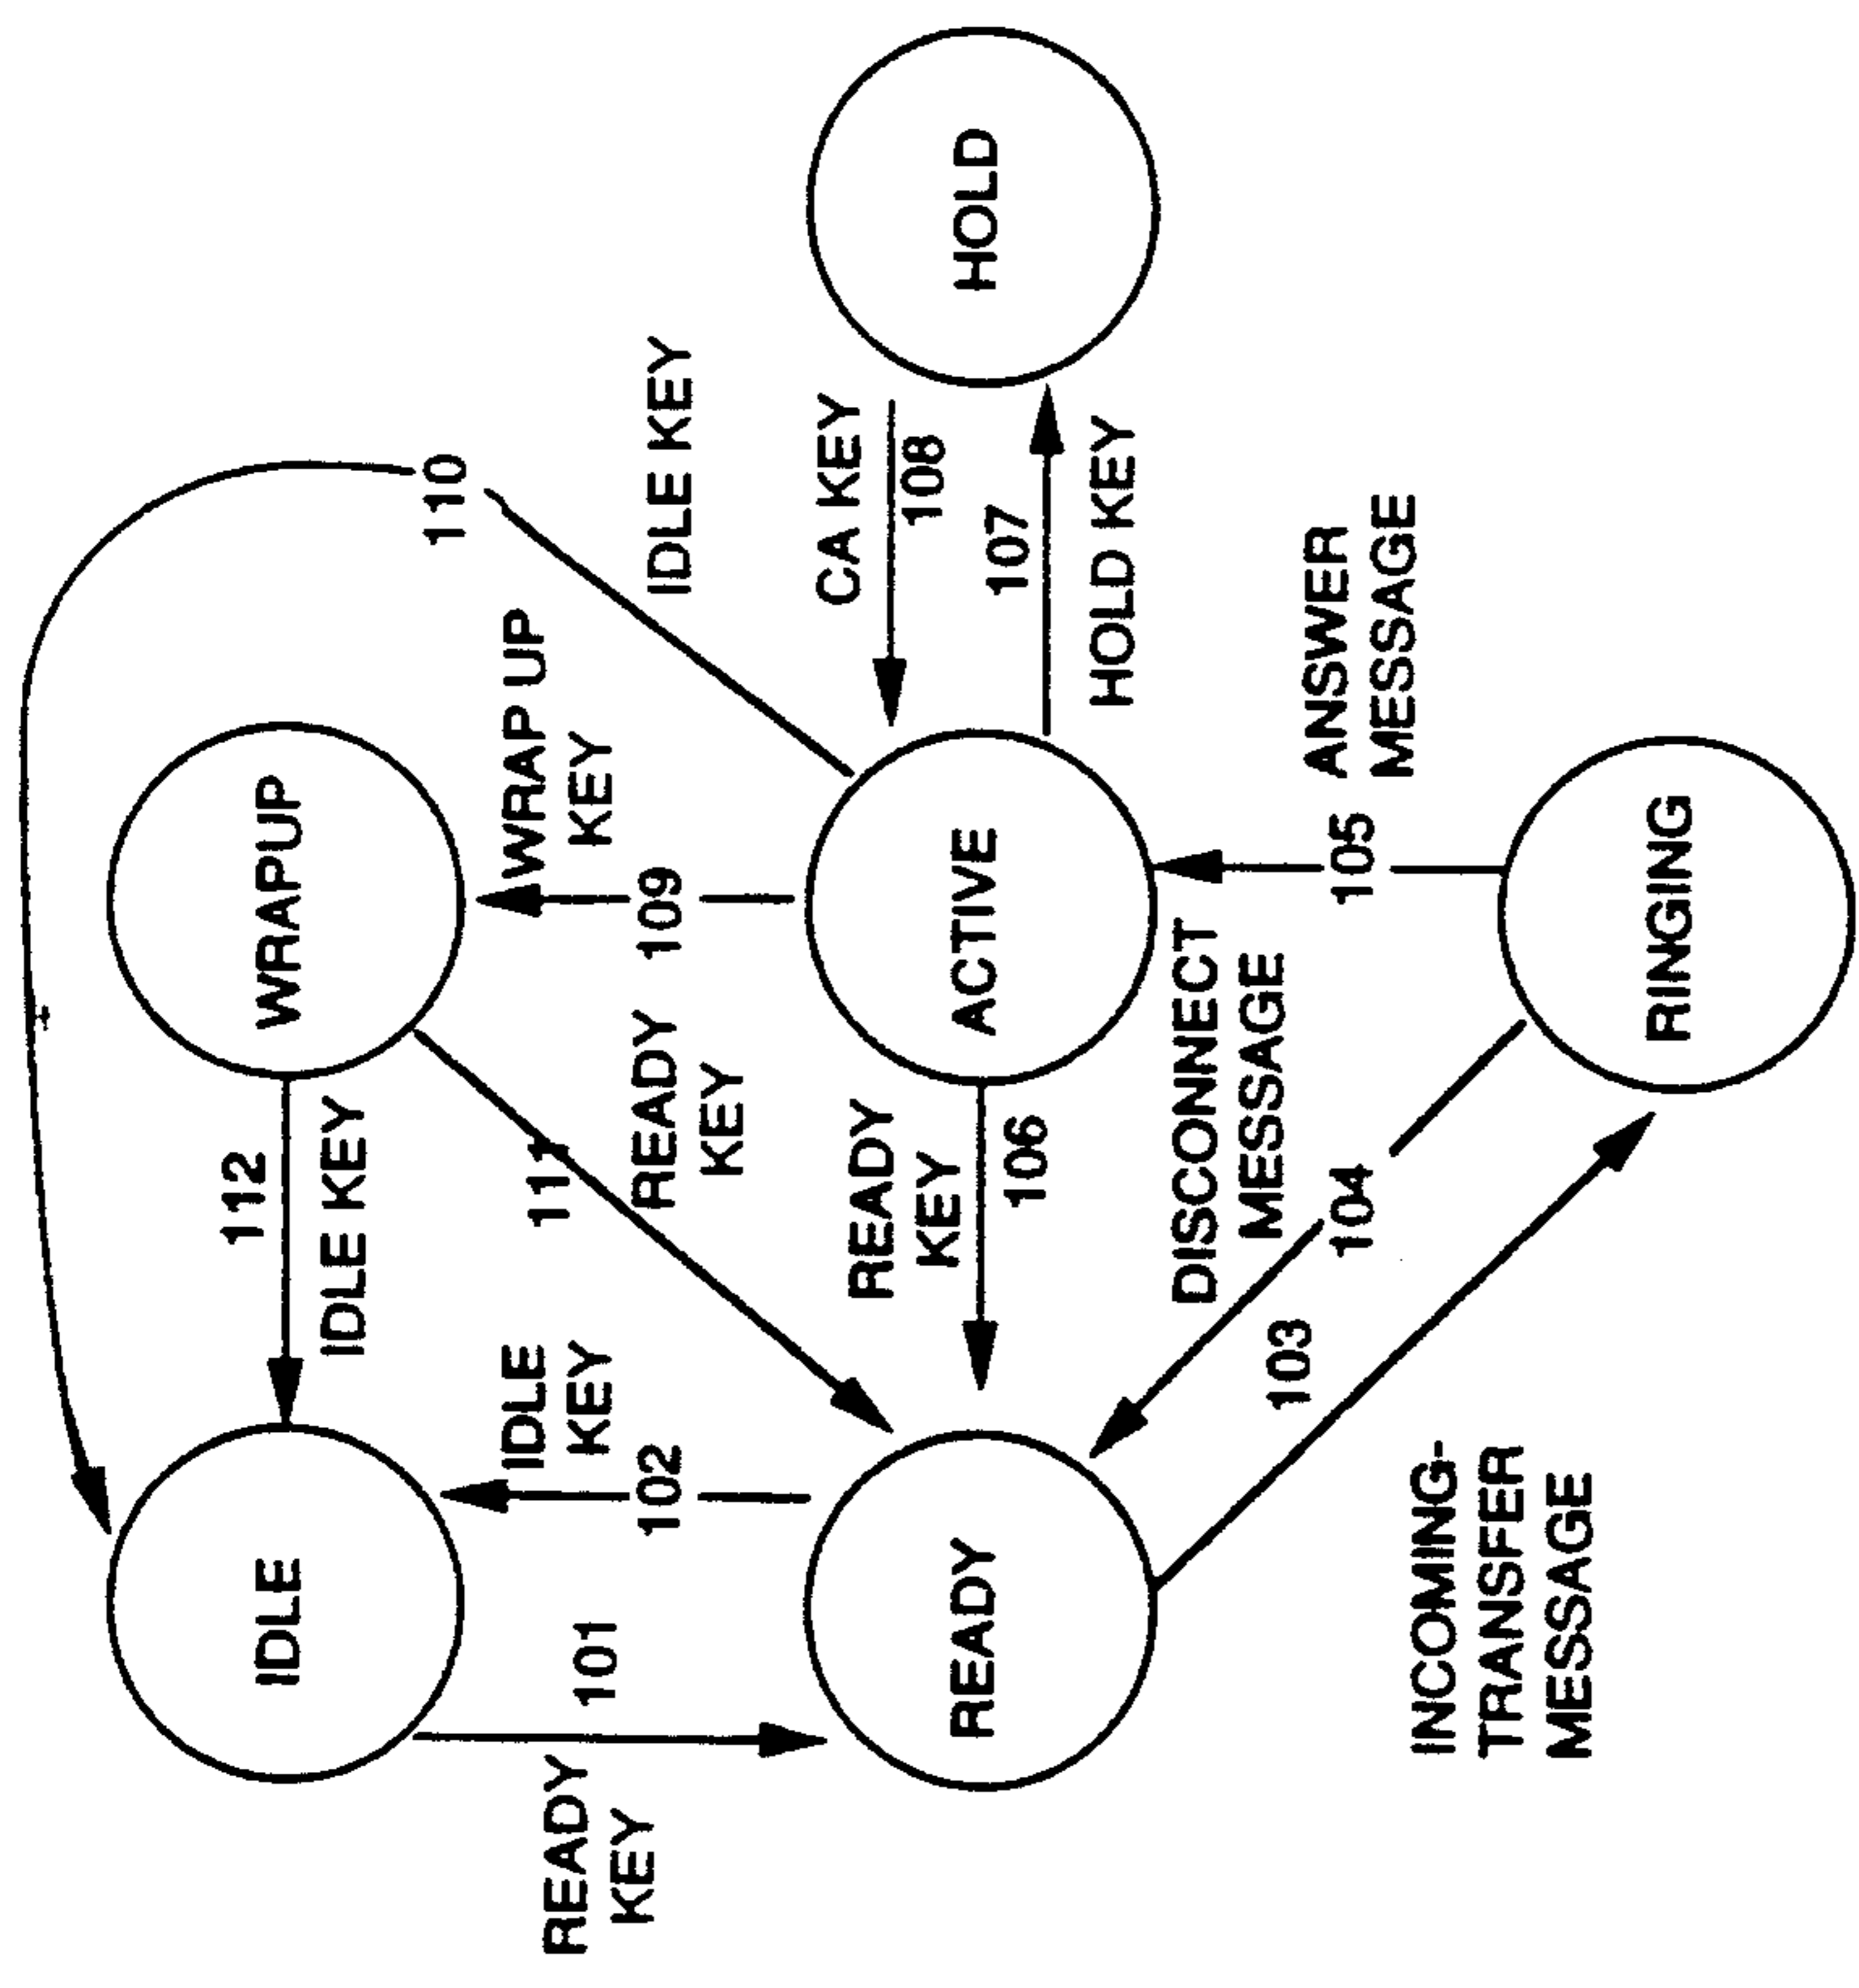 IDLE
112
WRAPUP
110
IDLE KEY
READY
KEY
101
102
IDLE
KEY
111
READY
KEY
109
WRAP UP
KEY
IDLE KEY
READY
READY
KEY
106
ACTIVE
CA KEY
108
107
HOLD KEY
HOLD
103
DISCONNECT
MESSAGE
104
105
ANSWER
MESSAGE
INCOMING-
TRANSFER
MESSAGE
RINGING